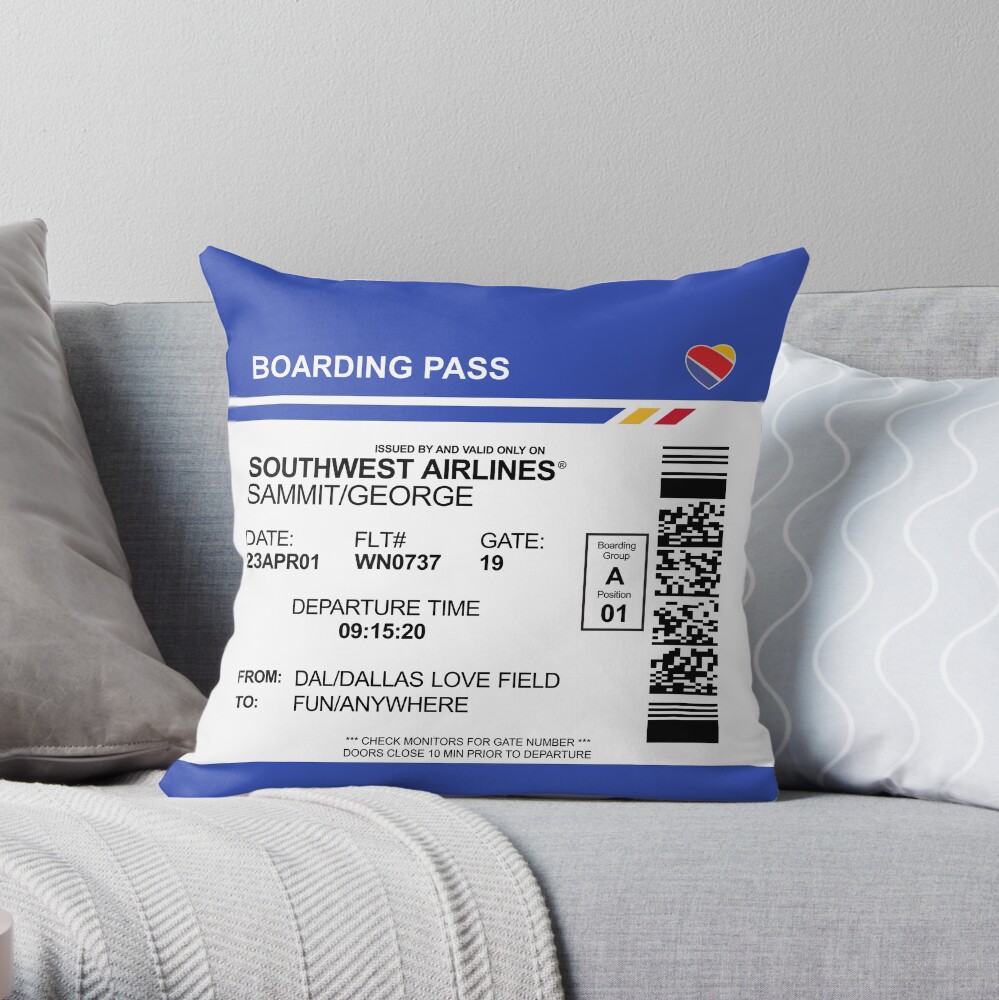 BOARDING PASS
ISSUED BY AND VALID ONLY ON
SOUTHWEST AIRLINES®
SAMMIT/GEORGE
DATE: FLT# GATE:
23APR01 WN0737 19
Boarding
Group
A
Position
01
DEPARTURE TIME
09:15:20
FROM: DAL/DALLAS LOVE FIELD
TO: FUN/ANYWHERE
*** CHECK MONITORS FOR GATE NUMBER ***
DOORS CLOSE 10 MIN PRIOR TO DEPARTURE